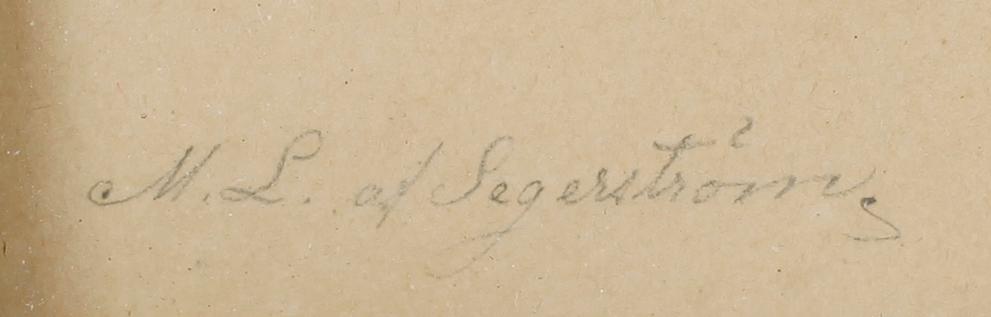 M. L. af Segerström.